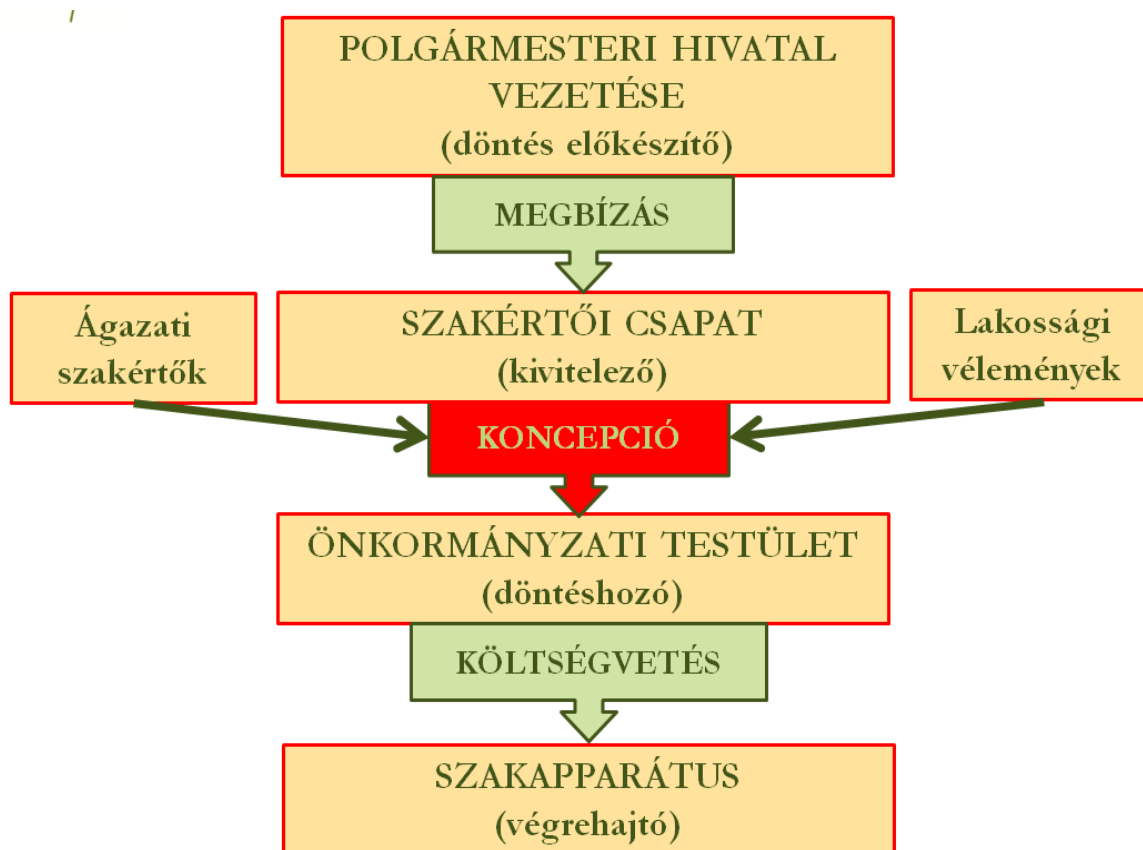 POLGÁRMESTERI HIVATAL
VEZETÉSE
(döntés előkészítő)
MEGBÍZÁS
Ágazati
szakértők
SZAKÉRTŐI CSAPAT
(kivitelező)
Lakossági
vélemények
KONCEPCIÓ
ÖNKORMÁNYZATI TESTÜLET
(döntéshozó)
KÖLTSÉGVETÉS
SZAKAPPARÁTUS
(végrehajtó)